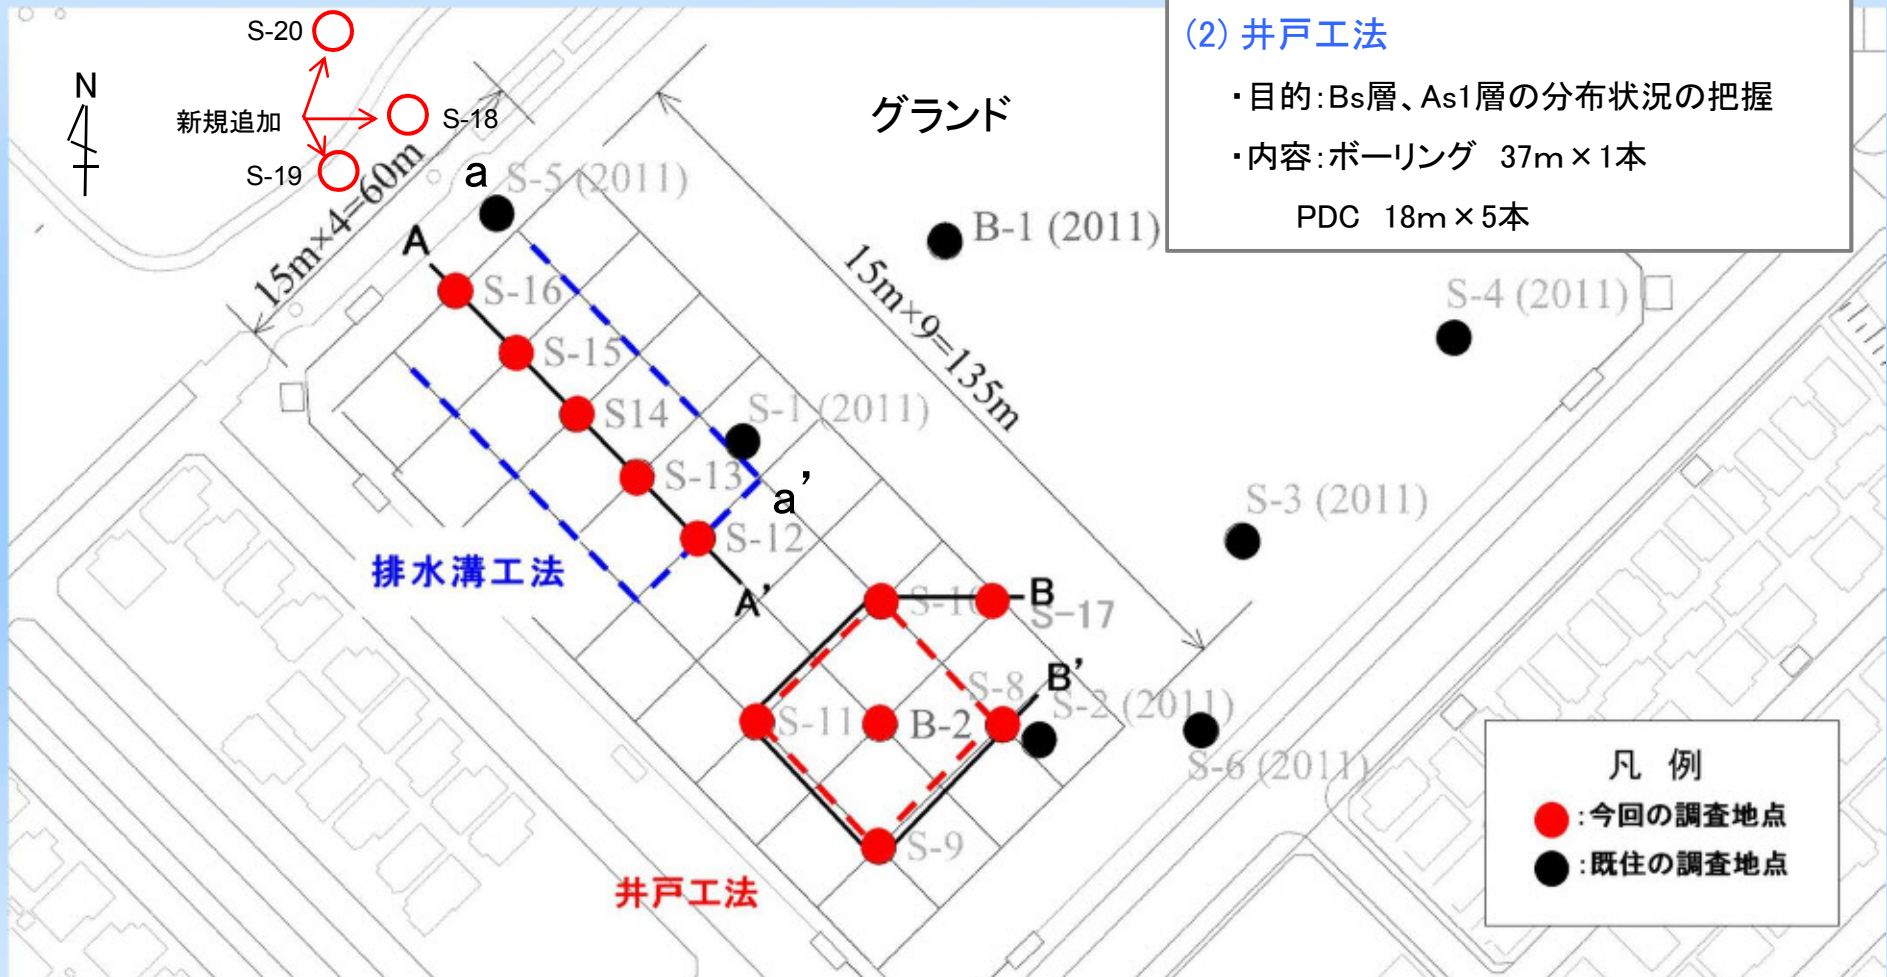 (2) 井戸工法
・目的:Bs層、As1層の分布状況の把握
・内容:ボーリング 37m×1本
PDC 18m×5本
S-20
N
新規追加
S-18
S-19
グランド
15m×4=60m
a
S-5 (2011)
B-1 (2011)
A
S-16
15m×9=135m
S-4 (2011)
S-15
S14
S-1 (2011)
S-13
a’
S-3 (2011)
S-12
排水溝工法
A’
S-10
B
S-17
B’
S-8
S-2 (2011)
S-11
B-2
S-6 (2011)
S-9
井戸工法
凡 例
:今回の調査地点
:既住の調査地点